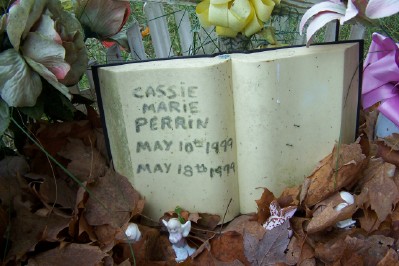 CASSIE
MARIE
PERRIN
MAY 10th 1999
MAY 18th 1999